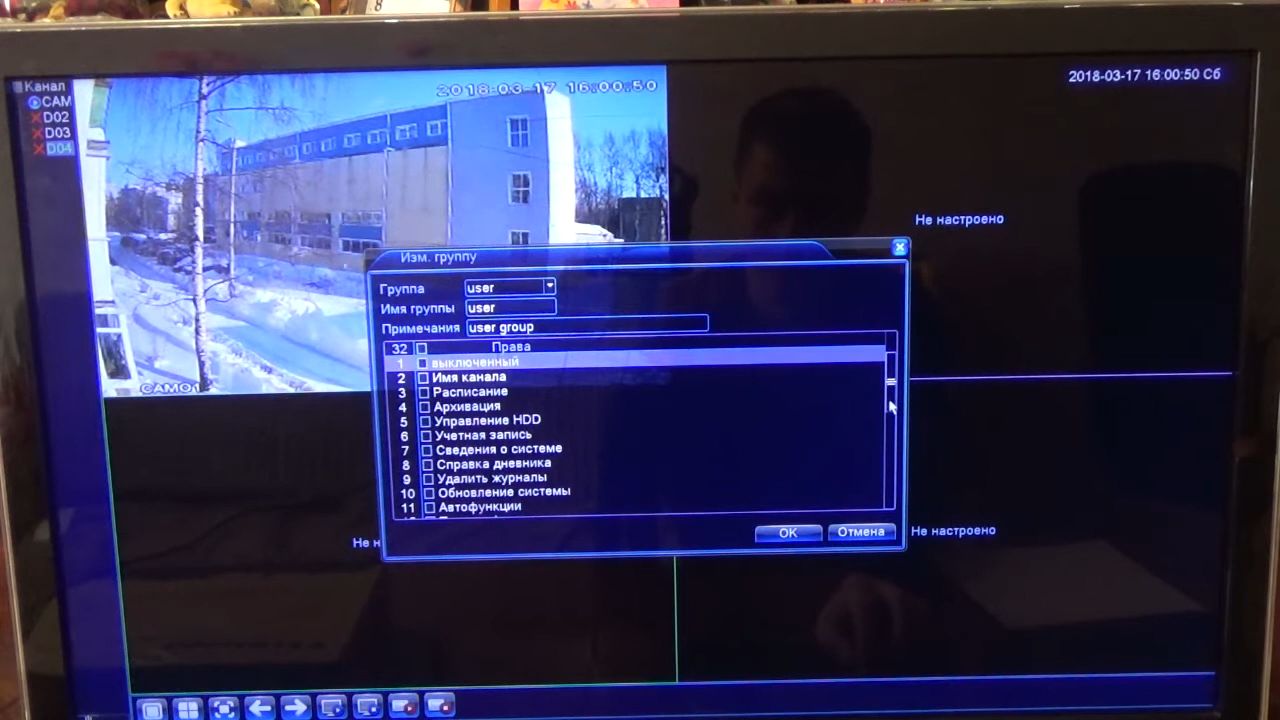 8
Канал
CAM
D02
D03
D04
2018-03-17 16:00:50
2018-03-17 16:00:50 Сб
CAM01
Не настроено
Изм. группу
Группа user
Имя группы user
Примечания user group
32 Права
1 выключенный
2 Имя канала
3 Расписание
4 Архивация
5 Управление HDD
6 Учетная запись
7 Сведения о системе
8 Справка дневника
9 Удалить журналы
10 Обновление системы
11 Автофункции
OK Отмена
Не н
Не настроено